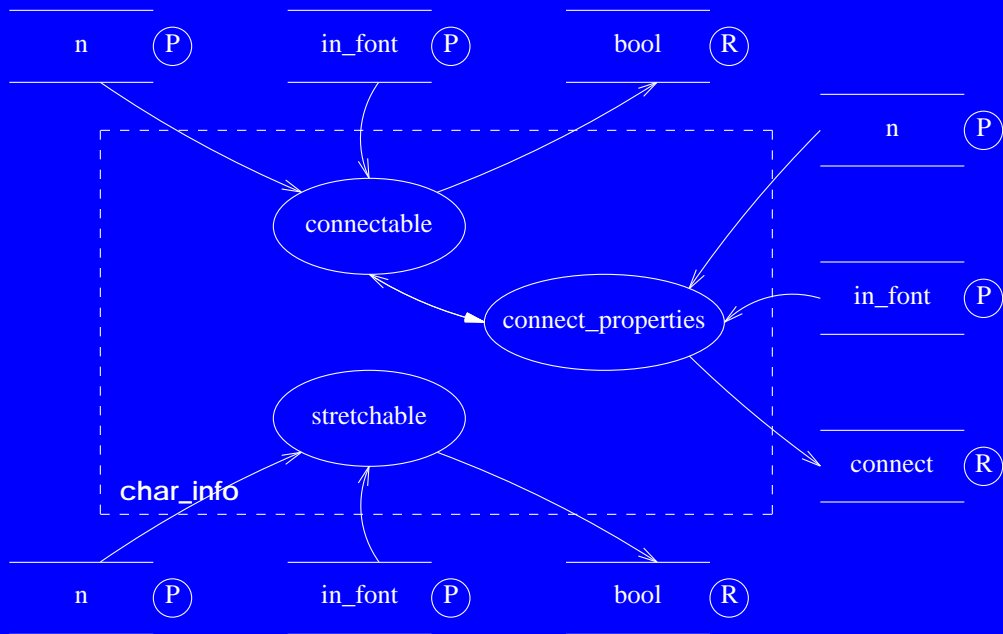 n P in_font P bool R
n P
connectable
in_font P
connect_properties
stretchable
connect R
char_info
n P in_font P bool R